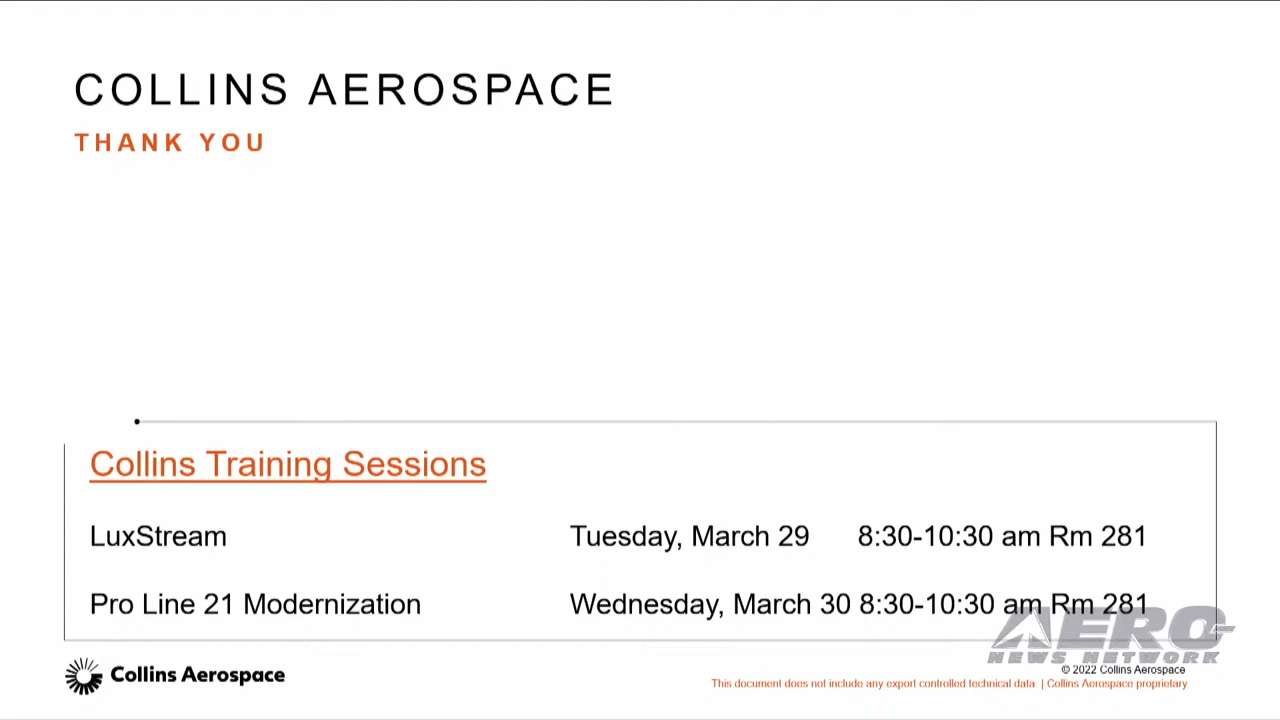 COLLINS AEROSPACE
THANK YOU
Collins Training Sessions
LuxStream Tuesday, March 29 8:30-10:30 am Rm 281
Pro Line 21 Modernization Wednesday, March 30 8:30-10:30 am Rm 281
AERO
NEWS NETWORK
Collins Aerospace
© 2022 Collins Aerospace
This document does not include any export controlled technical data | Collins Aerospace proprietary